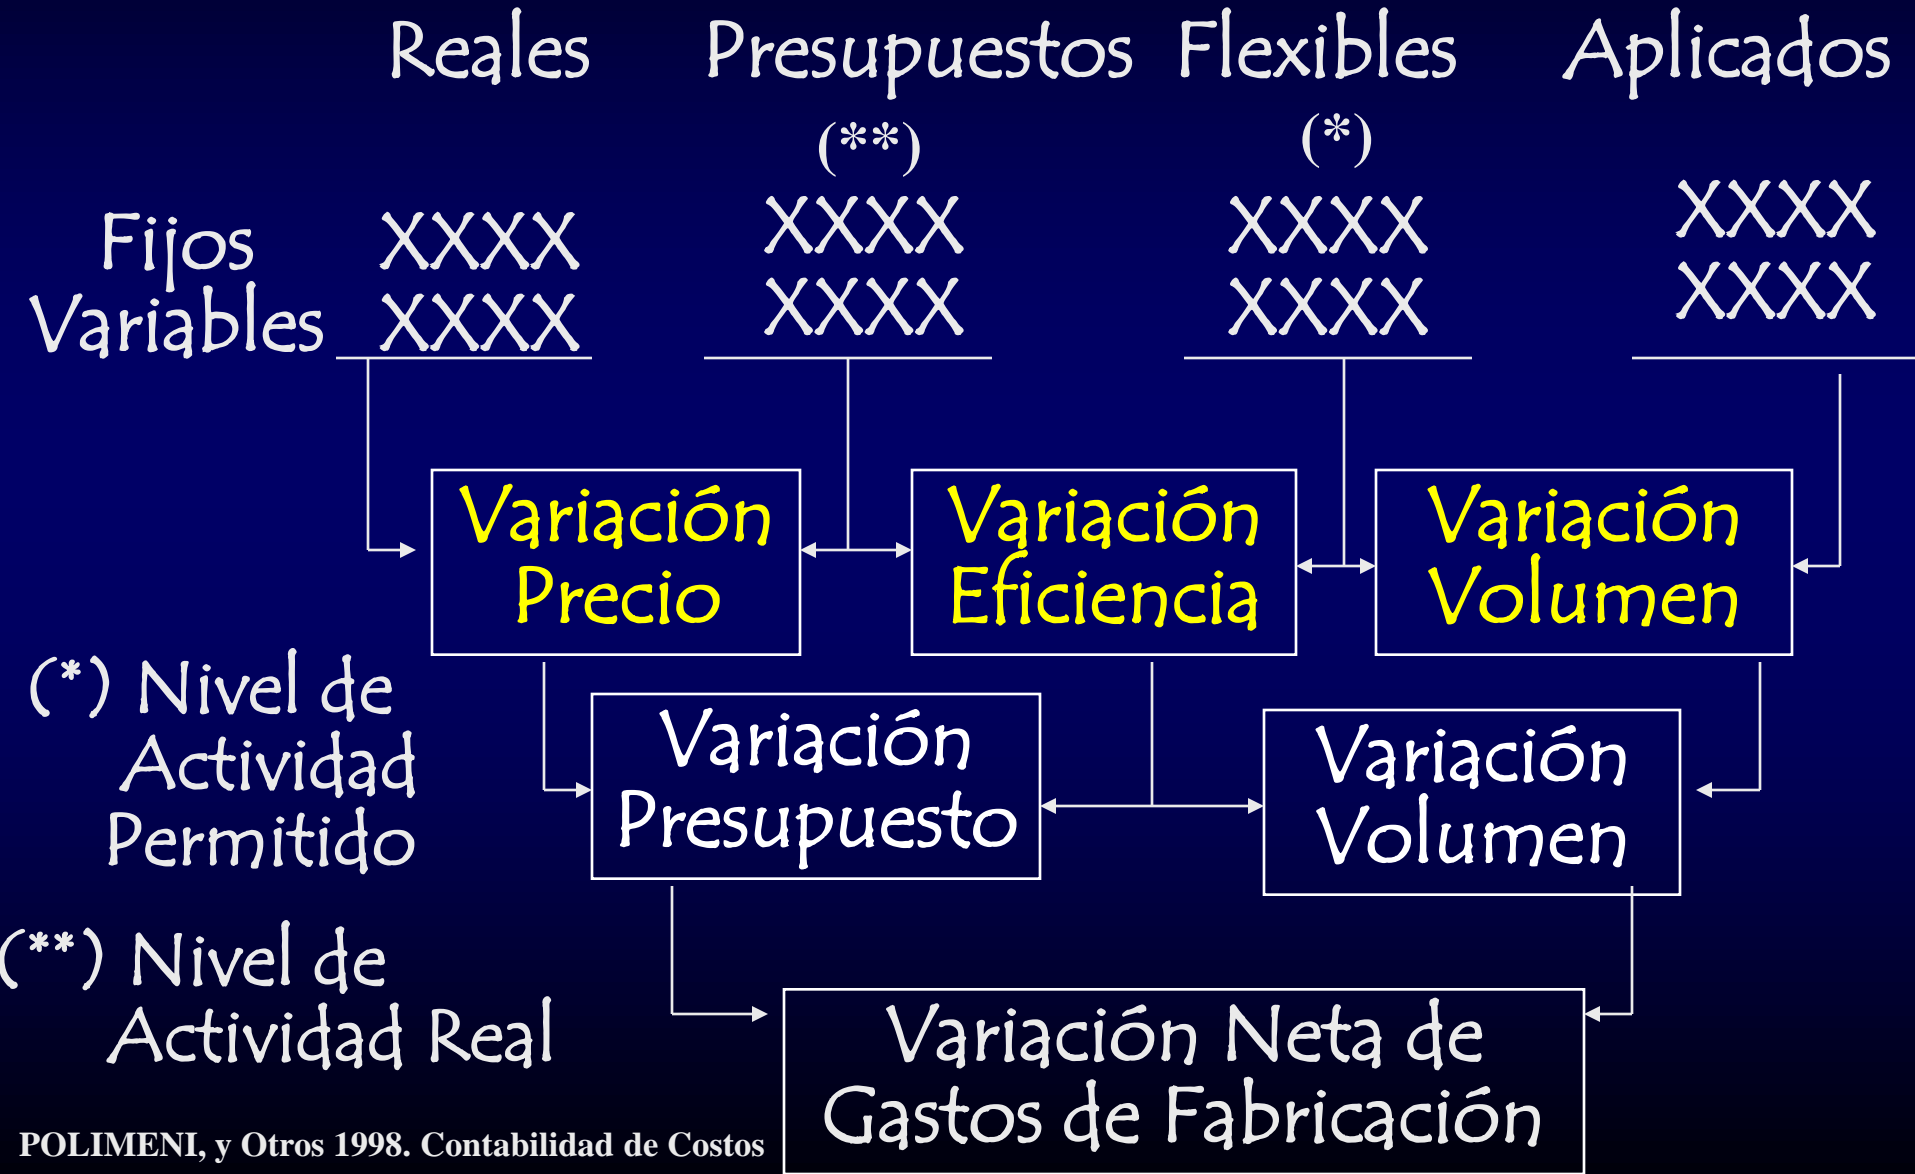 Reales Presupuestos Flexibles Aplicados
(**) (*)
Fijos XXXX XXXX XXXX XXXX
Variables XXXX XXXX XXXX XXXX
Variación Variación Variación
Precio Eficiencia Volumen
(*) Nivel de
Actividad
Permitido
Variación
Presupuesto
Variación
Volumen
(**) Nivel de
Actividad Real
Variación Neta de
Gastos de Fabricación
POLIMENI, y Otros 1998. Contabilidad de Costos